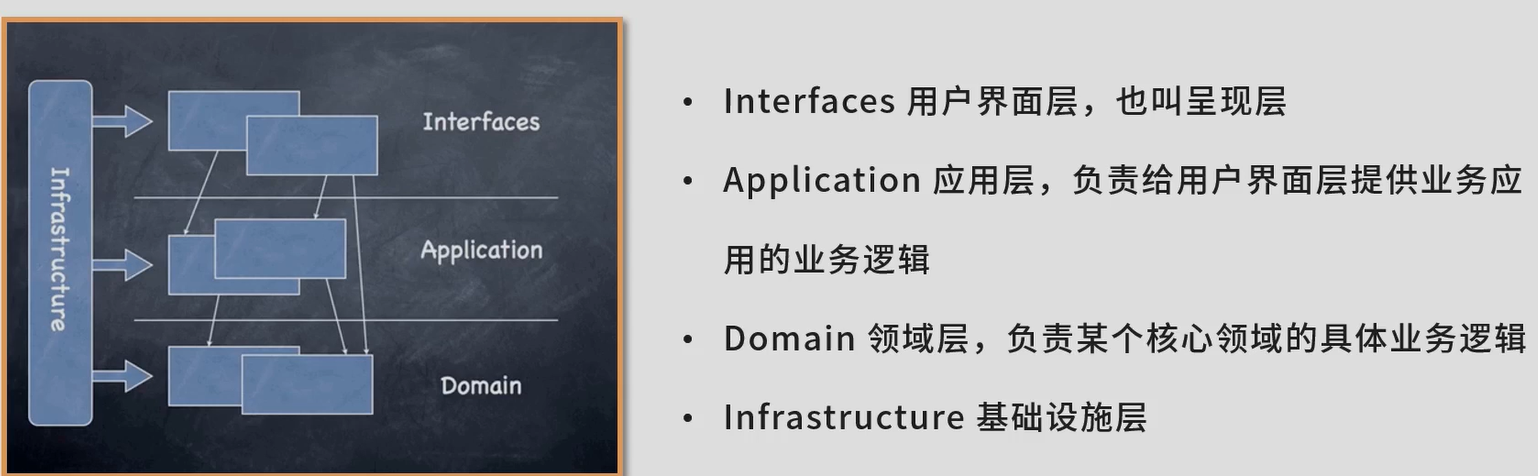 Infrastructure
Interfaces
Application
Domain
• Interfaces 用户界面层，也叫呈现层
• Application 应用层，负责给用户界面层提供业务应
用的业务逻辑
• Domain 领域层，负责某个核心领域的具体业务逻辑
• Infrastructure 基础设施层